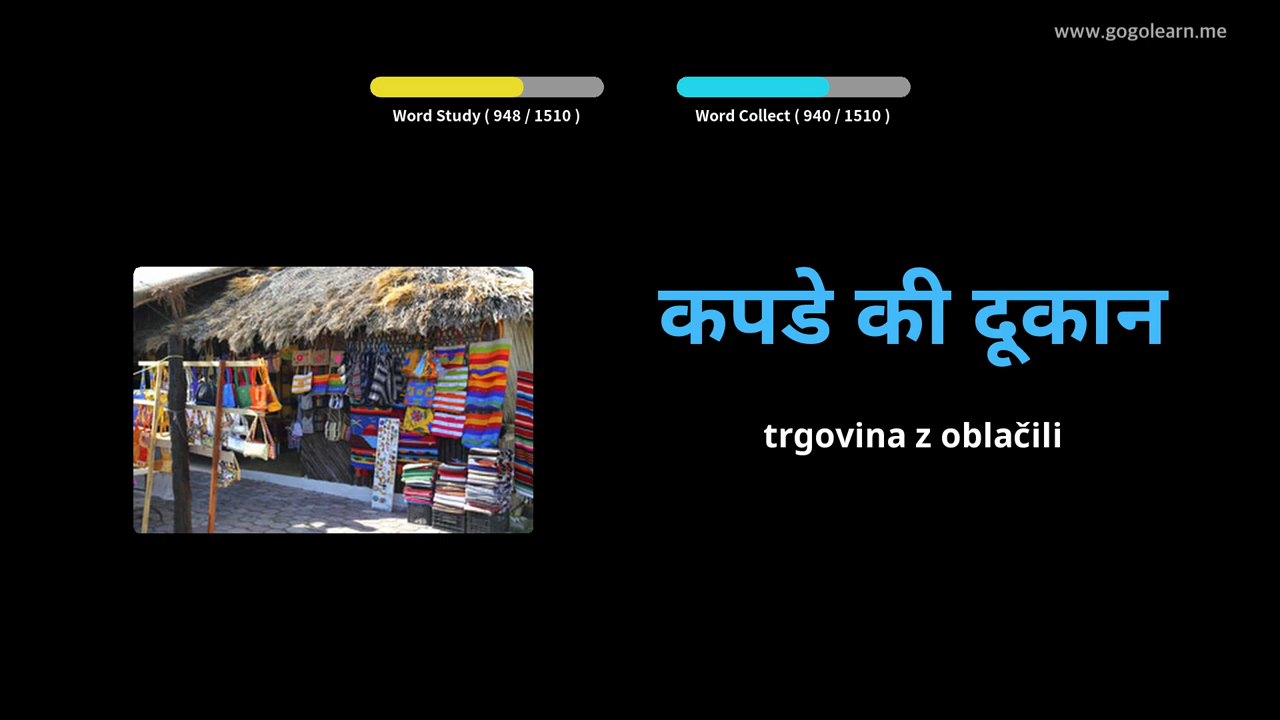 www.gogolearn.me
Word Study ( 948 / 1510 )
Word Collect ( 940 / 1510 )
कपडे की दूकान
trgovina z oblačili